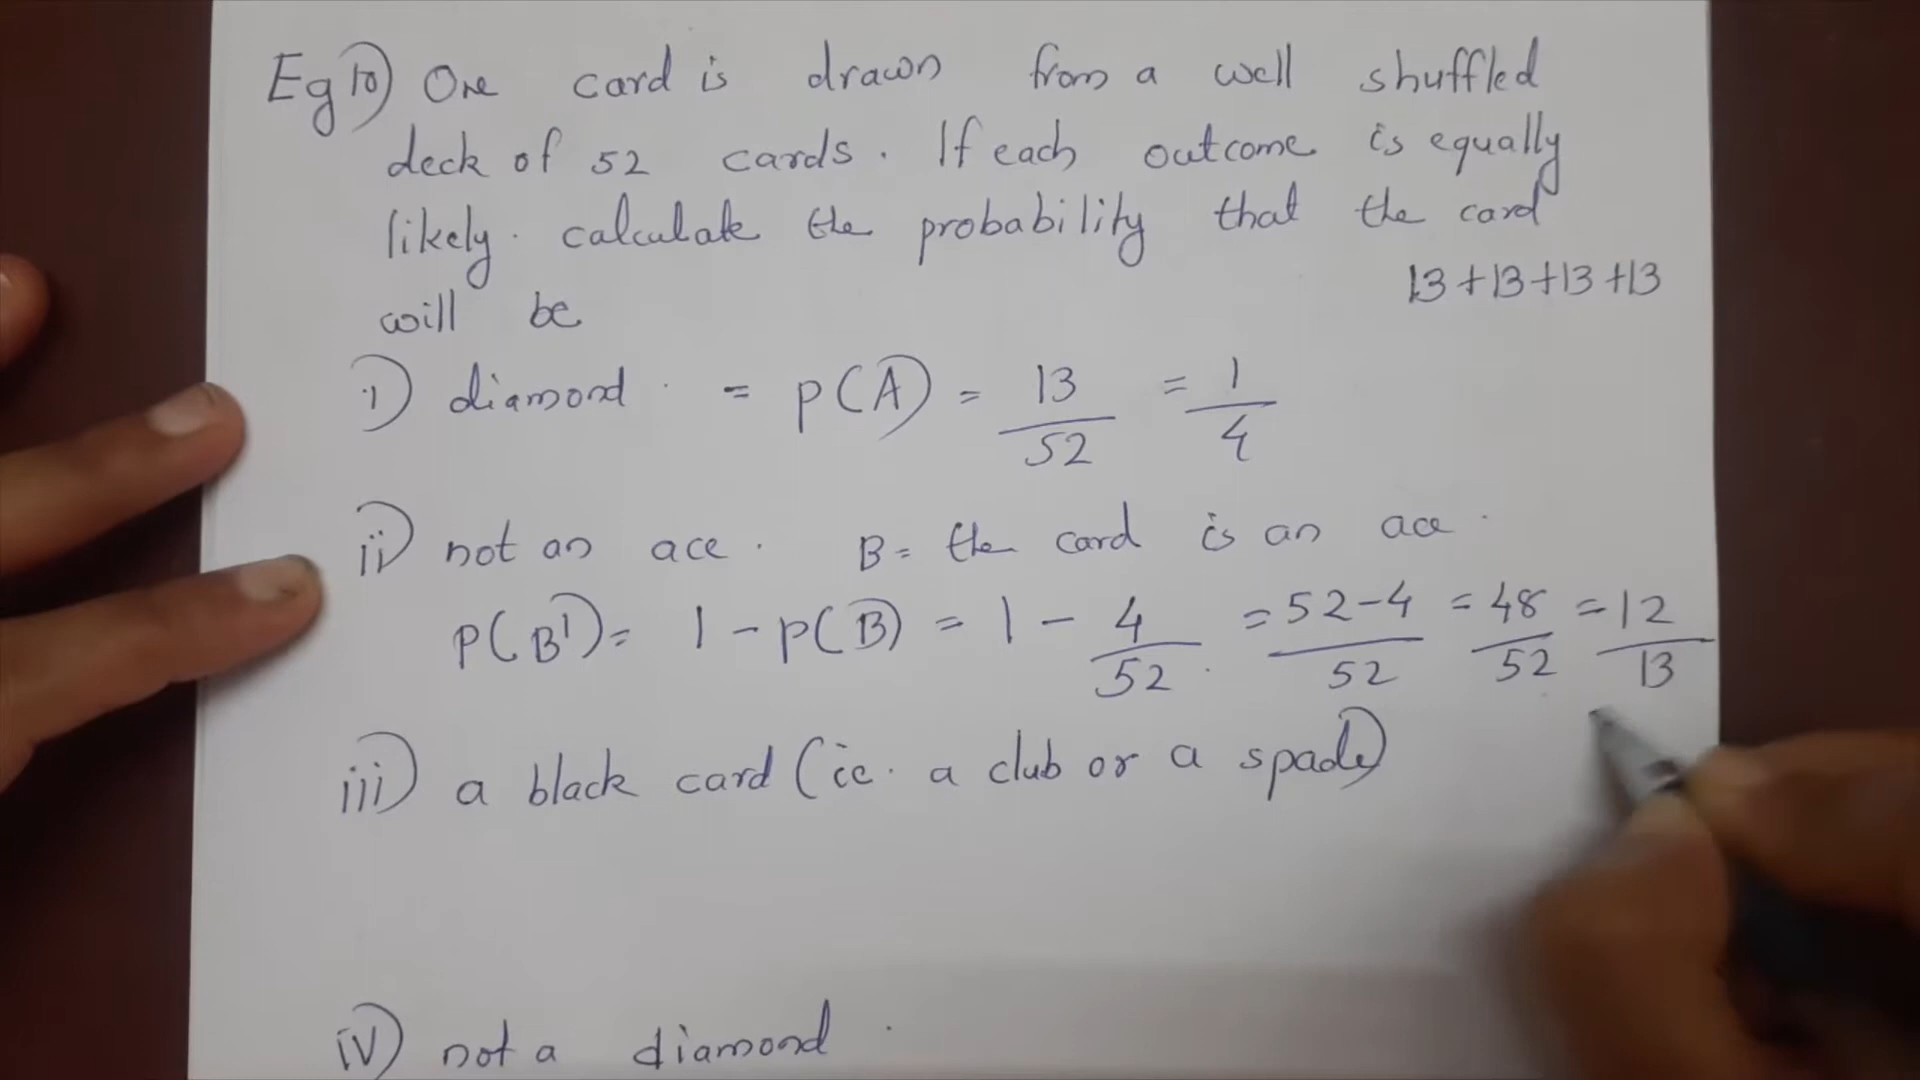 Eg 10) One card is drawn from a well shuffled
deck of 52 cards. If each outcome is equally
likely. calculate the probability that the card
will be
13+13+13+13
i) diamond. = P(A) = 13/52 = 1/4
ii) not an ace. B = the card is an ace.
P(B') = 1 - P(B) = 1 - 4/52. = 52-4/52 = 48/52 = 12/13
iii) a black card (ie. a club or a spade)
iv) not a diamond.